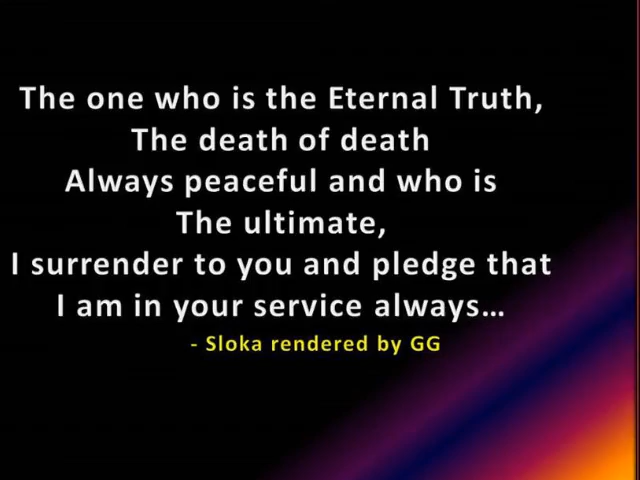 The one who is the Eternal Truth,
The death of death
Always peaceful and who is
The ultimate,
I surrender to you and pledge that
I am in your service always…
- Sloka rendered by GG